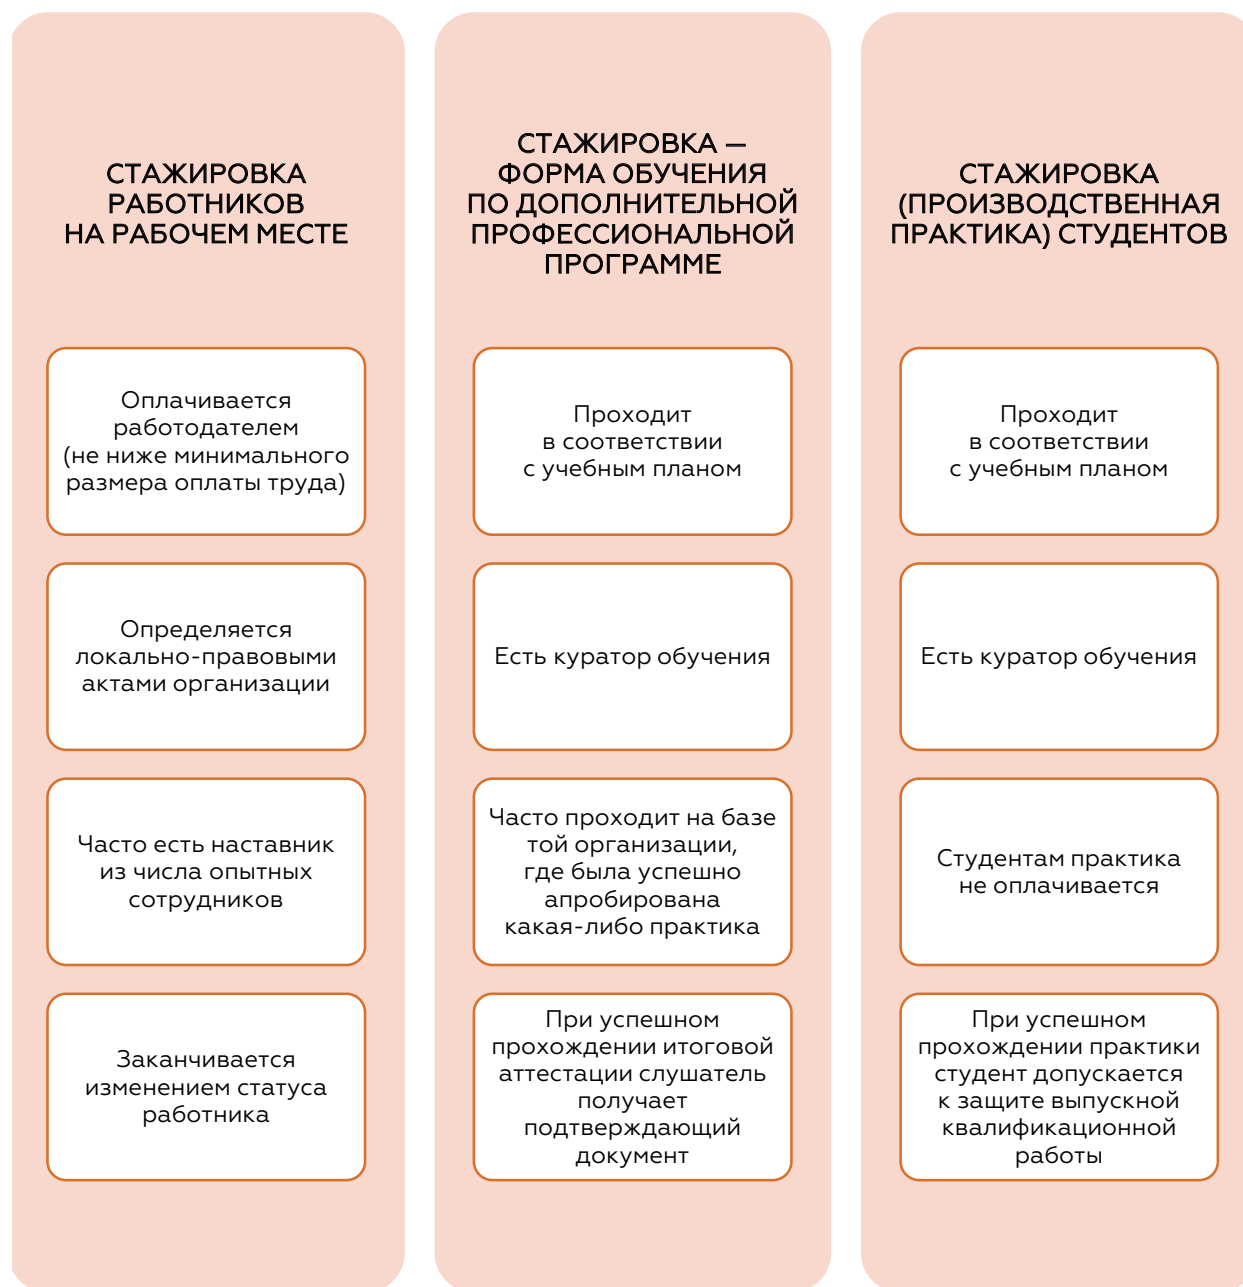 СТАЖИРОВКА
РАБОТНИКОВ
НА РАБОЧЕМ МЕСТЕ
Оплачивается
работодателем
(не ниже минимального
размера оплаты труда)
Определяется
локально-правовыми
актами организации
Часто есть наставник
из числа опытных
сотрудников
Заканчивается
изменением статуса
работника
СТАЖИРОВКА —
ФОРМА ОБУЧЕНИЯ
ПО ДОПОЛНИТЕЛЬНОЙ
ПРОФЕССИОНАЛЬНОЙ
ПРОГРАММЕ
Проходит
в соответствии
с учебным планом
Есть куратор обучения
Часто проходит на базе
той организации,
где была успешно
апробирована
какая-либо практика
При успешном
прохождении итоговой
аттестации слушатель
получает
подтверждающий
документ
СТАЖИРОВКА
(ПРОИЗВОДСТВЕННАЯ
ПРАКТИКА) СТУДЕНТОВ
Проходит
в соответствии
с учебным планом
Есть куратор обучения
Студентам практика
не оплачивается
При успешном
прохождении практики
студент допускается
к защите выпускной
квалификационной
работы